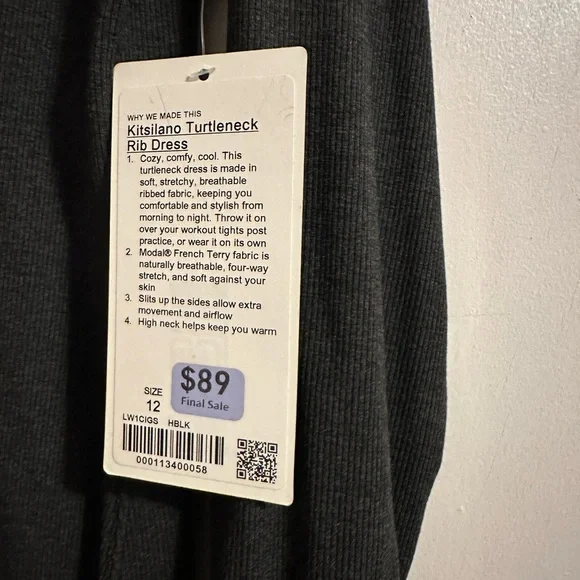 WHY WE MADE THIS
Kitsilano Turtleneck
Rib Dress
1. Cozy, comfy, cool. This
turtleneck dress is made in
soft, stretchy, breathable
ribbed fabric, keeping you
comfortable and stylish from
morning to night. Throw it on
over your workout tights post
practice, or wear it on its own
2. Modal® French Terry fabric is
naturally breathable, four-way
stretch, and soft against your
skin
3. Slits up the sides allow extra
movement and airflow
4. High neck helps keep you warm
$89
Final Sale
SIZE
12
LW1CIGS HBLK
000113400058